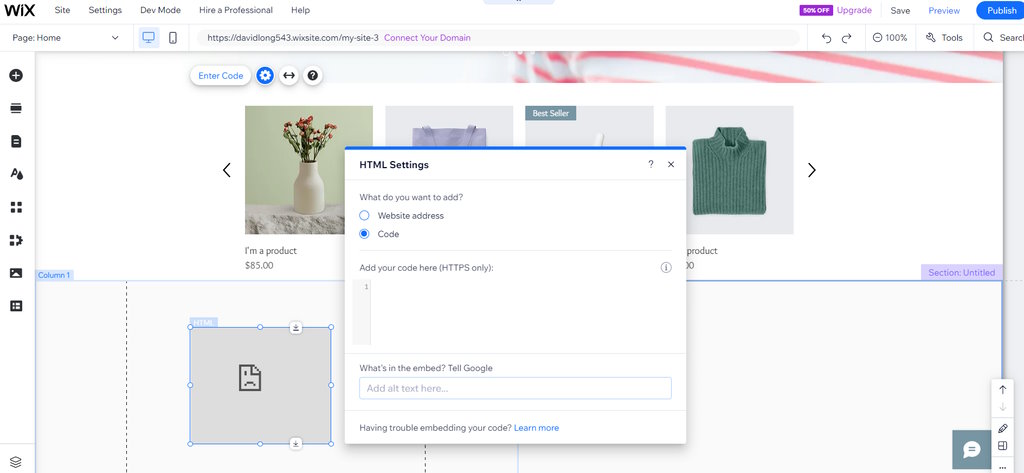 WiX Site Settings Dev Mode Hire a Professional Help 50% OFF Upgrade Save Preview Publish
Page: Home https://davidlong543.wixsite.com/my-site-3 Connect Your Domain 100% Tools Searc
Enter Code ?
Best Seller
HTML Settings ? ×
What do you want to add?
Website address
Code
I'm a product product
$85.00 00
Add your code here (HTTPS only):
Column 1 Section: Untitled
1
HTML
What's in the embed? Tell Google
Add alt text here...
Having trouble embedding your code? Learn more